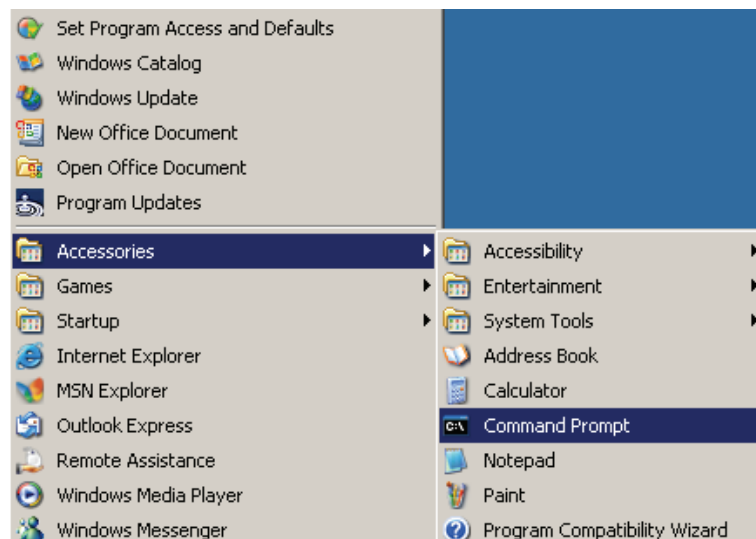 Set Program Access and Defaults
Windows Catalog
Windows Update
New Office Document
Open Office Document
Program Updates
Accessories
Games
Startup
Internet Explorer
MSN Explorer
Outlook Express
Remote Assistance
Windows Media Player
Windows Messenger
Accessibility
Entertainment
System Tools
Address Book
Calculator
C:\ Command Prompt
Notepad
Paint
Program Compatibility Wizard